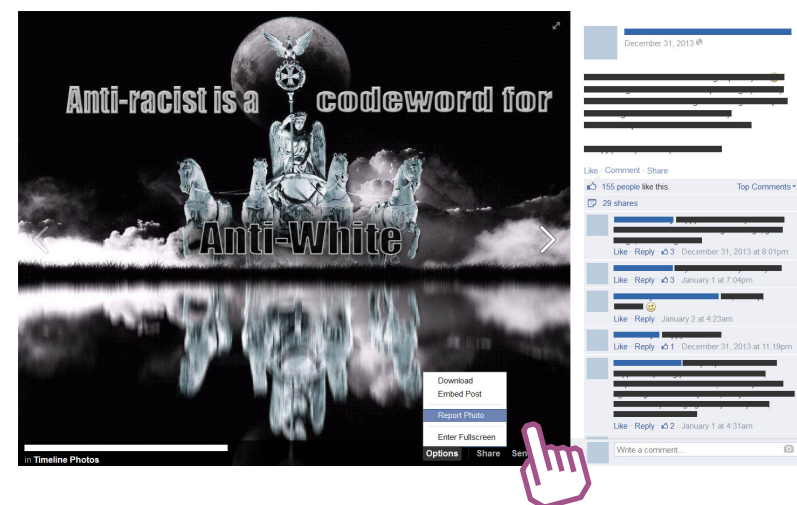 December 31, 2013
Anti-racist is a codeword for
Anti-White
Like · Comment · Share
155 people like this.
Top Comments
29 shares
Like · Reply · 3 · December 31, 2013 at 8:01pm
Like · Reply · 3 · January 1 at 7:04pm
Like · Reply · January 2 at 4:23am
Like · Reply · 1 · December 31, 2013 at 11:19pm
Like · Reply · 2 · January 1 at 4:31am
Write a comment...
Download
Embed Post
Report Photo
Enter Fullscreen
in Timeline Photos
Options
Share